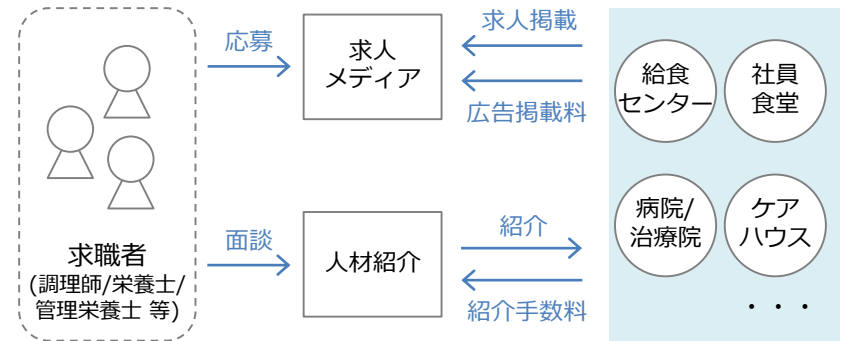 求職者
(調理師/栄養士/
管理栄養士 等)
応募
求人
メディア
求人掲載
広告掲載料
面談
人材紹介
紹介
紹介手数料
給食
センター
社員
食堂
病院/
治療院
ケア
ハウス
・・・